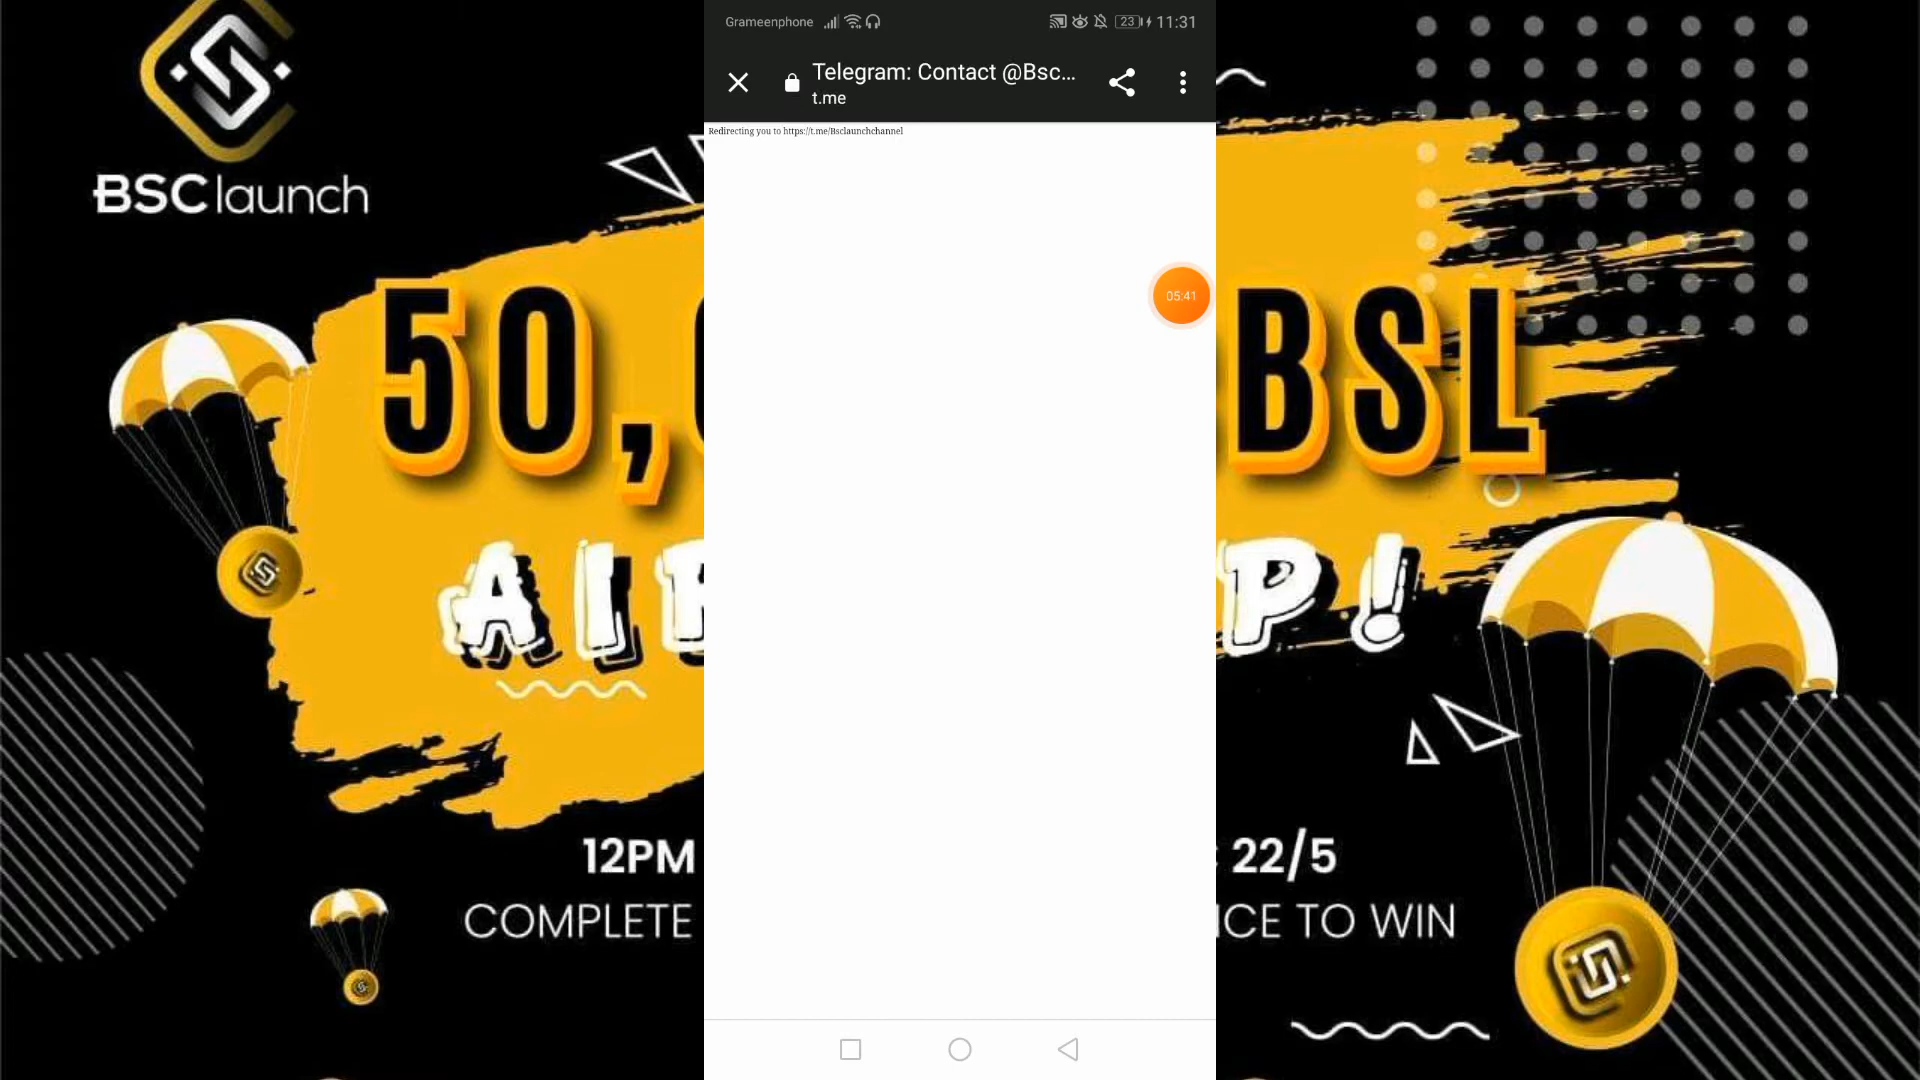 Grameenphone
23
11:31
Telegram: Contact @Bsc...
t.me
Redirecting you to https://t.me/Bsclaunchchannel
05:41
BSClaunch
50,
BSL
AI
P!
12PM
22/5
COMPLETE
CE TO WIN